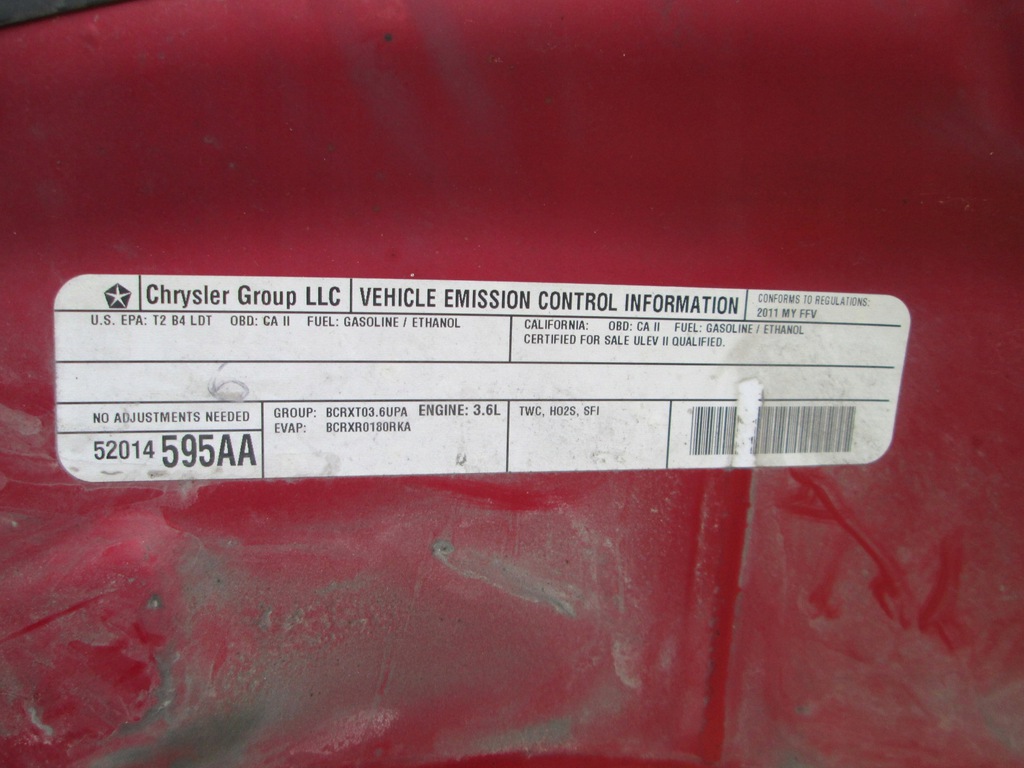 Chrysler Group LLC VEHICLE EMISSION CONTROL INFORMATION
CONFORMS TO REGULATIONS:
2011 MY FFV
U.S. EPA: T2 B4 LDT OBD: CA II FUEL: GASOLINE / ETHANOL
CALIFORNIA: OBD: CA II FUEL: GASOLINE / ETHANOL
CERTIFIED FOR SALE ULEV II QUALIFIED.
6
NO ADJUSTMENTS NEEDED
52014 595AA
GROUP: BCRXT03.6UPA ENGINE: 3.6L
EVAP: BCRXR0180RKA
TWC, HO2S, SFI